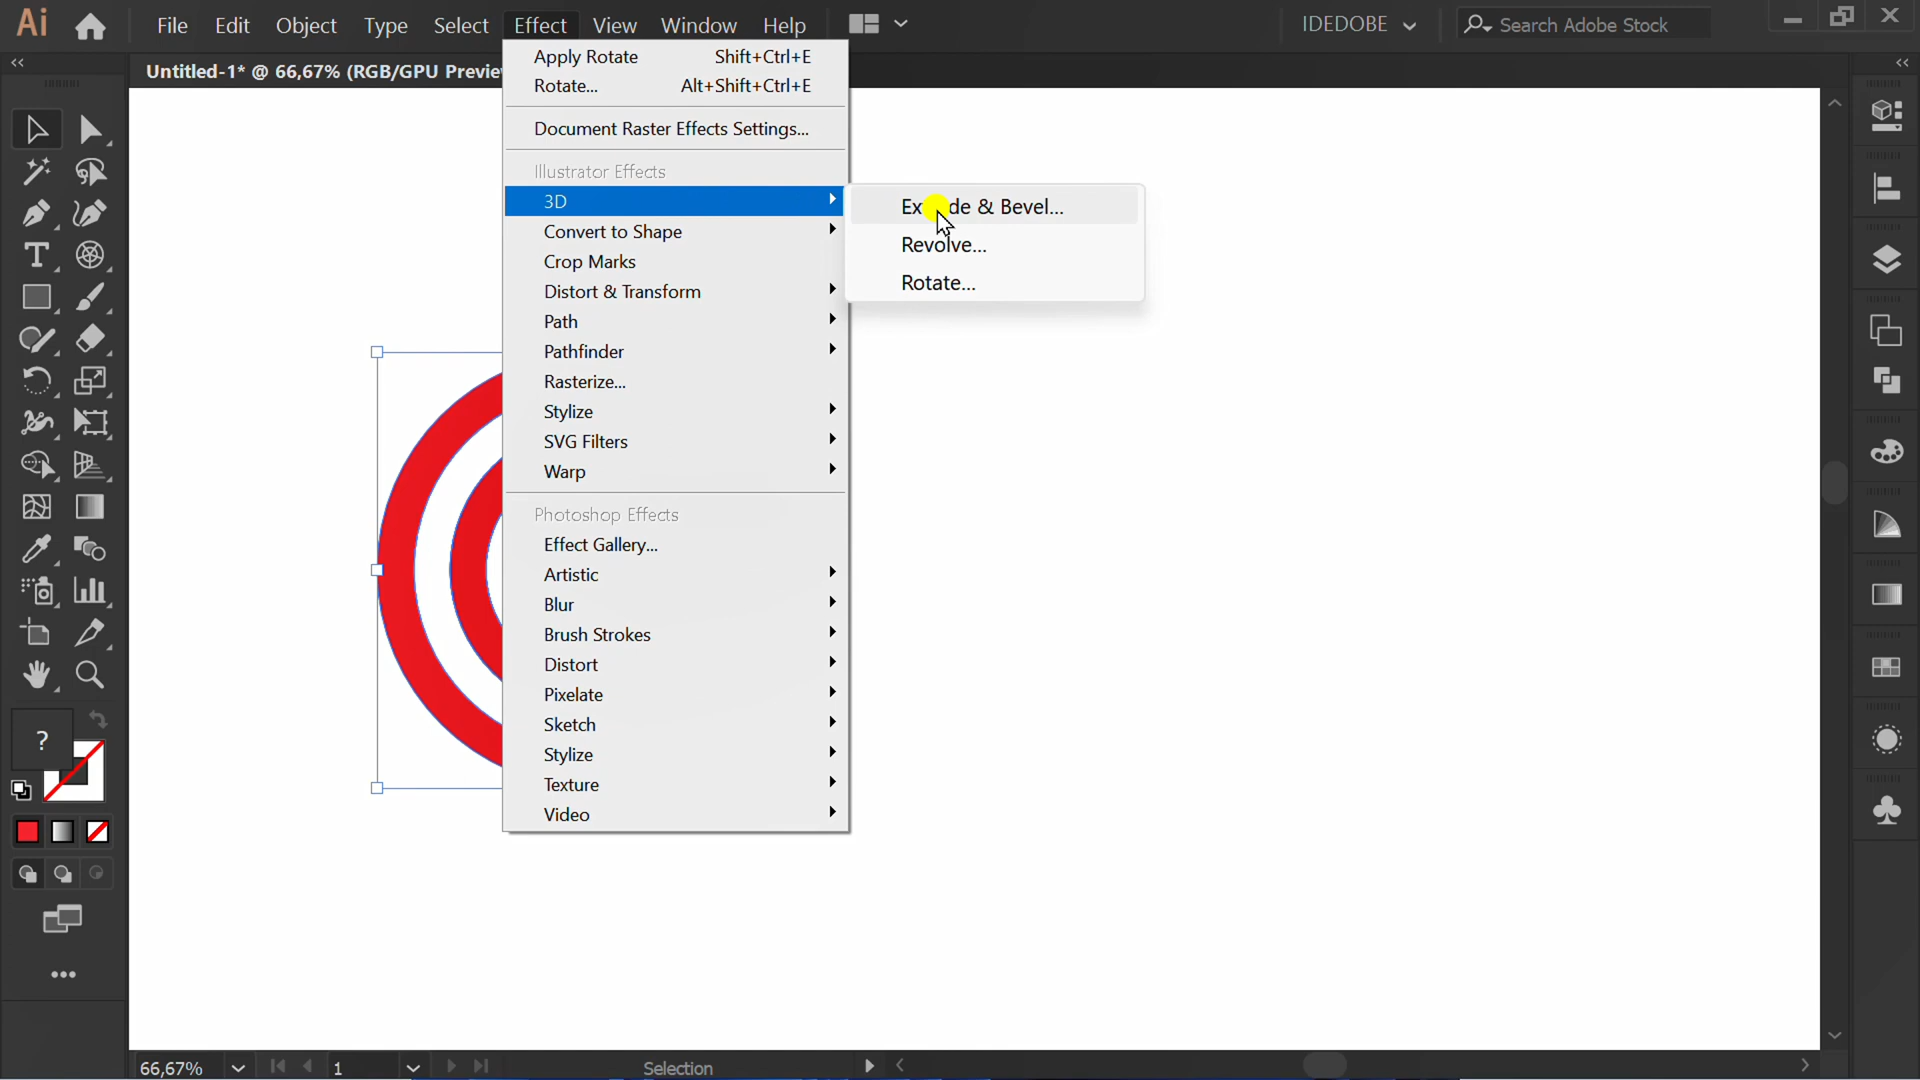 Ai File Edit Object Type Select Effect View Window Help IDEDOBE Search Adobe Stock
Untitled-1* @ 66,67% (RGB/GPU
Apply Rotate Shift+Ctrl+E
Rotate... Alt+Shift+Ctrl+E
Document Raster Effects Settings...
Illustrator Effects
3D
Convert to Shape
Crop Marks
Distort & Transform
Path
Pathfinder
Rasterize...
Stylize
SVG Filters
Warp
Photoshop Effects
Effect Gallery...
Artistic
Blur
Brush Strokes
Distort
Pixelate
Sketch
Stylize
Texture
Video
& Bevel...
Revolve...
Rotate...
?
66,67% 1 Selection